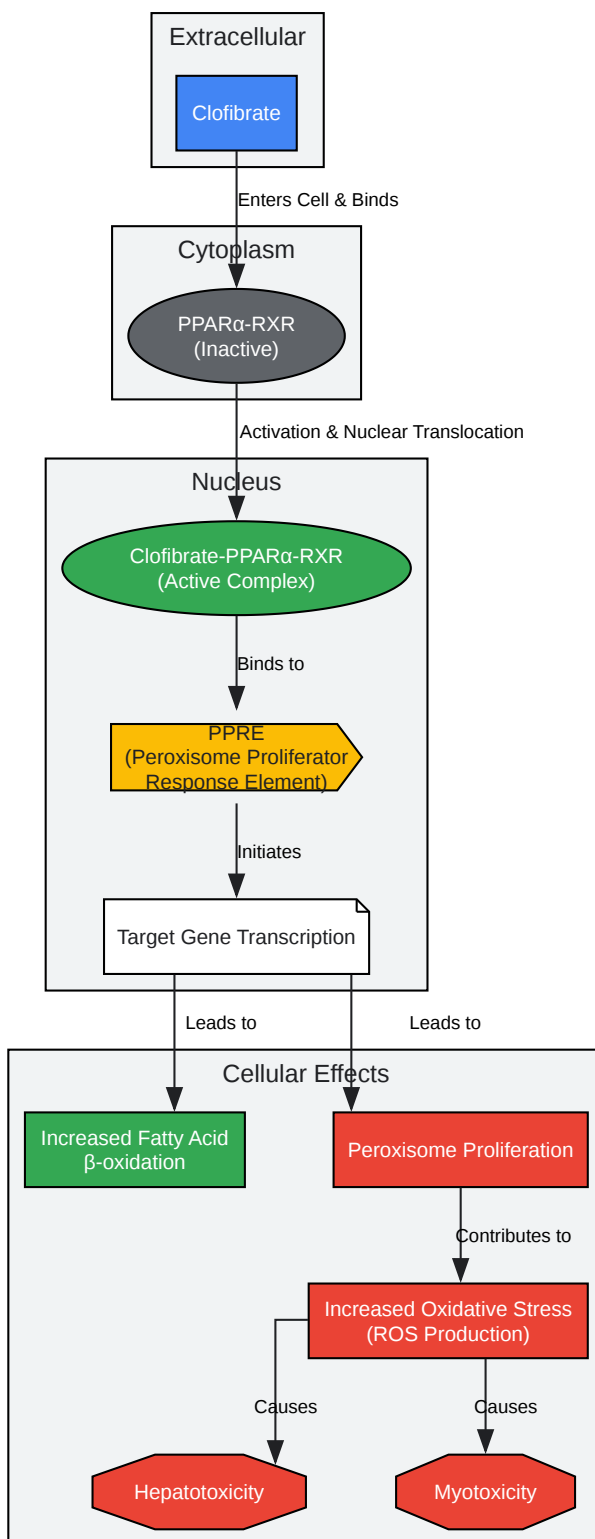 Extracellular
Clofibrate
Enters Cell & Binds
Cytoplasm
PPARα-RXR
(Inactive)
Activation & Nuclear Translocation
Nucleus
Clofibrate-PPARα-RXR
(Active Complex)
Binds to
PPRE
(Peroxisome Proliferator
Response Element)
Initiates
Target Gene Transcription
Leads to
Leads to
Cellular Effects
Increased Fatty Acid
β-oxidation
Peroxisome Proliferation
Contributes to
Increased Oxidative Stress
(ROS Production)
Causes
Causes
Hepatotoxicity
Myotoxicity